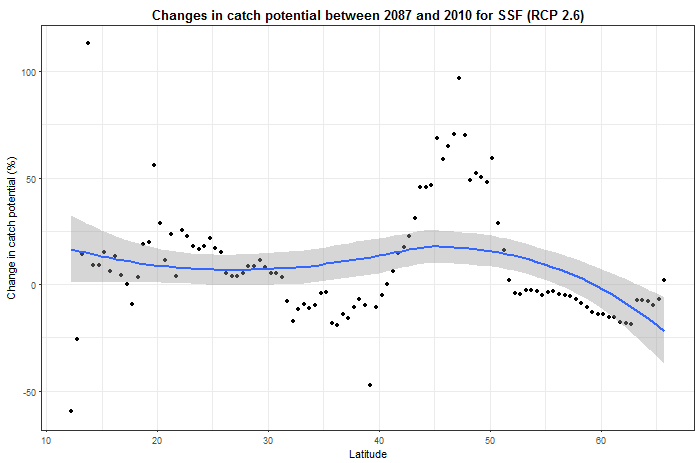 Changes in catch potential between 2087 and 2010 for SSF (RCP 2.6)
Change in catch potential (%)
100
50
0
-50
10 20 30 40 50 60
Latitude